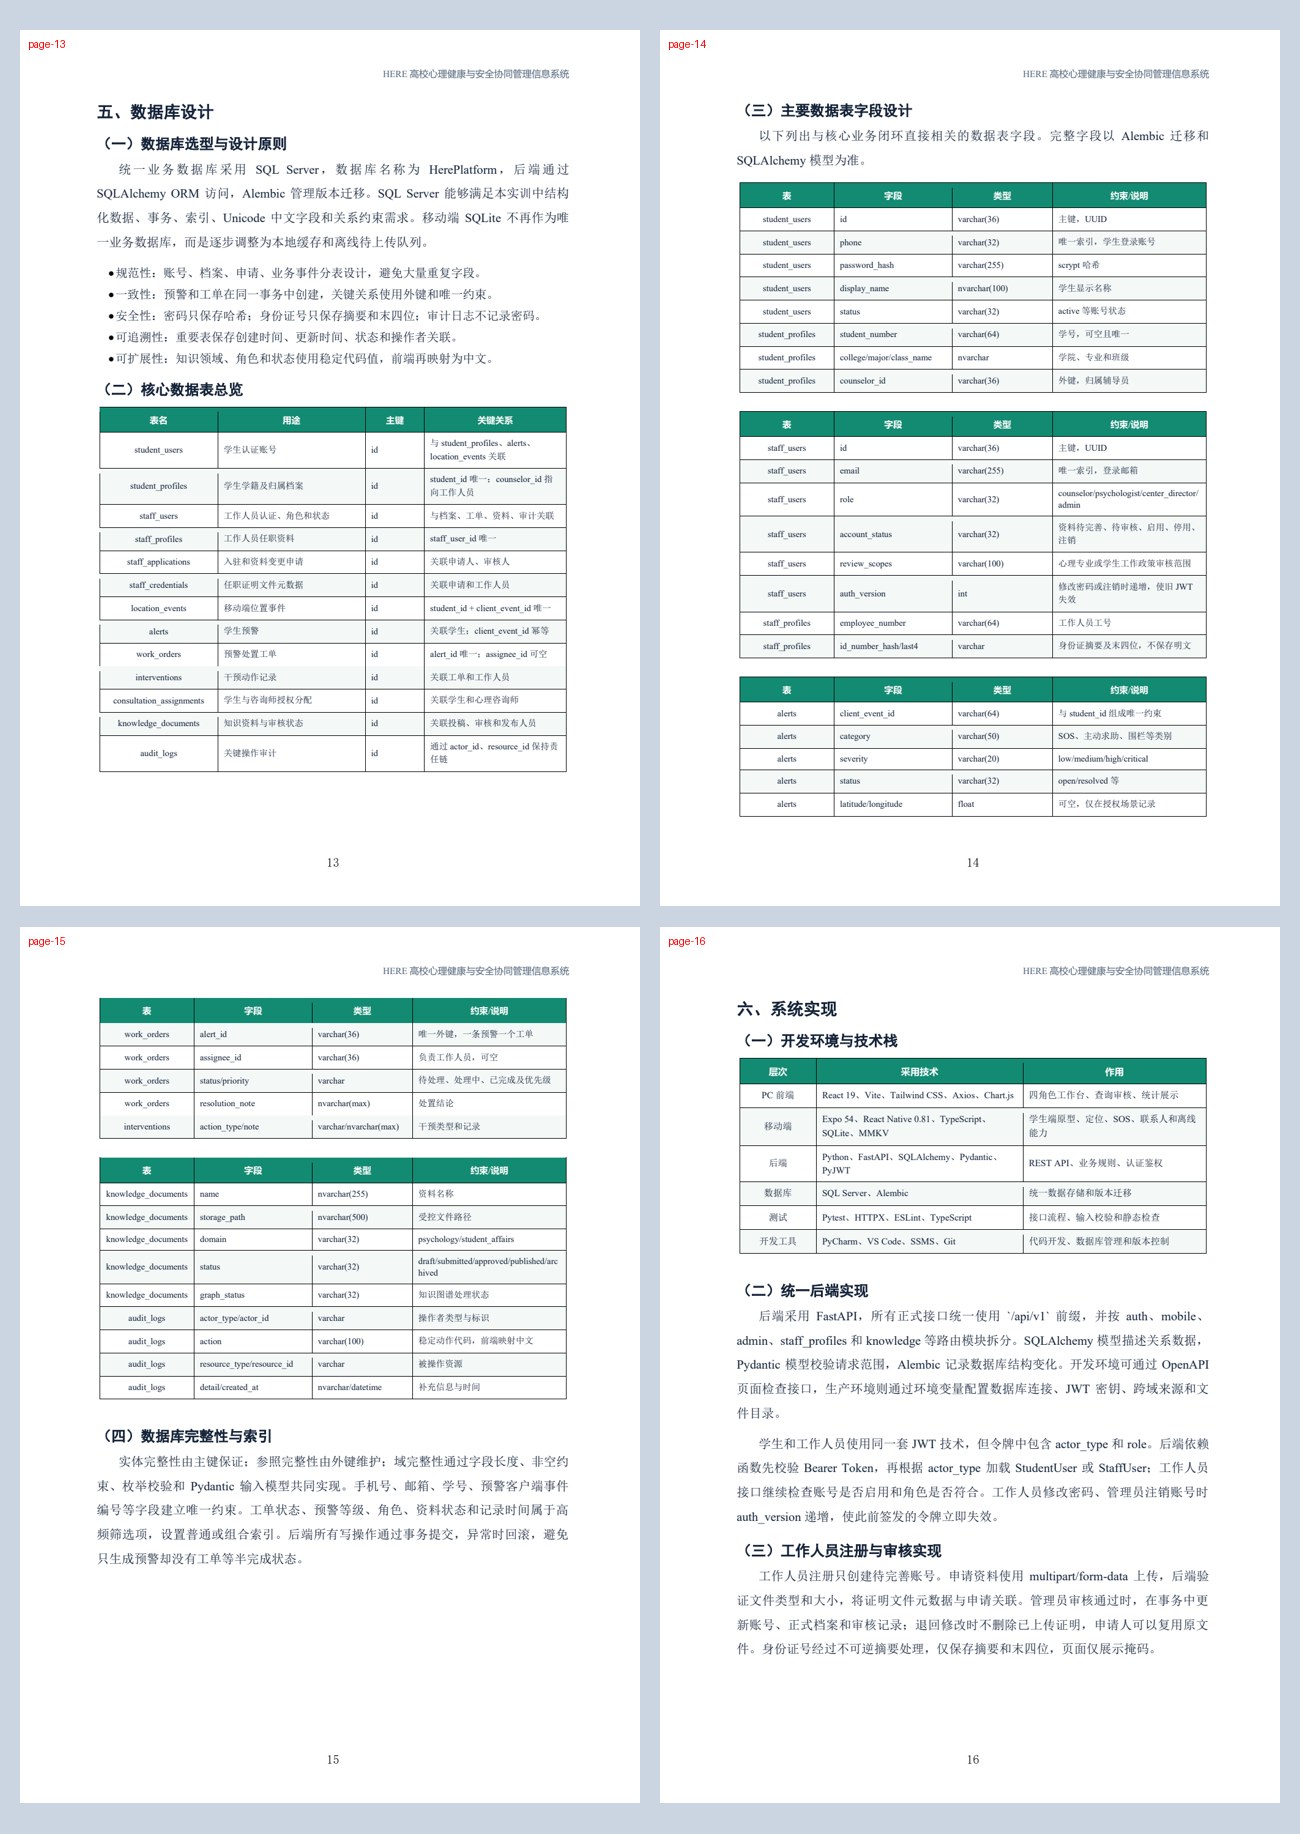 page-13
HERE 高校心理健康与安全协同管理信息系统
五、数据库设计
（一）数据库选型与设计原则
统一业务数据库采用 SQL Server，数据库名称为 HerePlatform，后端通过
SQLAlchemy ORM 访问，Alembic 管理版本迁移。SQL Server 能够满足本实训中结构
化数据、事务、索引、Unicode 中文字段和关系约束需求。移动端 SQLite 不再作为唯
一业务数据库，而是逐步调整为本地缓存和离线待上传队列。
●规范性：账号、档案、申请、业务事件分表设计，避免大量重复字段。
●一致性：预警和工单在同一事务中创建，关键关系使用外键和唯一约束。
●安全性：密码只保存哈希；身份证号只保存摘要和末四位；审计日志不记录密码。
●可追溯性：重要表保存创建时间、更新时间、状态和操作者关联。
●可扩展性：知识领域、角色和状态使用稳定代码值，前端再映射为中文。
（二）核心数据表总览
表名 用途 主键 关键关系
student_users 学生认证账号 id 与 student_profiles、alerts、
location_events 关联
student_profiles 学生学籍及归属档案 id student_id 唯一；counselor_id 指
向工作人员
staff_users 工作人员认证、角色和状态 id 与档案、工单、资料、审计关联
staff_profiles 工作人员任职资料 id staff_user_id 唯一
staff_applications 入驻和资料变更申请 id 关联申请人、审核人
staff_credentials 任职证明文件元数据 id 关联申请和工作人员
location_events 移动端位置事件 id student_id + client_event_id 唯一
alerts 学生预警 id 关联学生；client_event_id 幂等
work_orders 预警处置工单 id alert_id 唯一；assignee_id 可空
interventions 干预动作记录 id 关联工单和工作人员
consultation_assignments 学生与咨询师授权分配 id 关联学生和心理咨询师
knowledge_documents 知识资料与审核状态 id 关联投稿、审核和发布人员
audit_logs 关键操作审计 id 通过 actor_id、resource_id 保持责
任链
13
page-14
HERE 高校心理健康与安全协同管理信息系统
（三）主要数据表字段设计
以下列出与核心业务闭环直接相关的数据表字段。完整字段以 Alembic 迁移和
SQLAlchemy 模型为准。
表 字段 类型 约束/说明
student_users id varchar(36) 主键，UUID
student_users phone varchar(32) 唯一索引，学生登录账号
student_users password_hash varchar(255) scrypt 哈希
student_users display_name nvarchar(100) 学生显示名称
student_users status varchar(32) active 等账号状态
student_profiles student_number varchar(64) 学号，可空且唯一
student_profiles college/major/class_name nvarchar 学院、专业和班级
student_profiles counselor_id varchar(36) 外键，归属辅导员
表 字段 类型 约束/说明
staff_users id varchar(36) 主键，UUID
staff_users email varchar(255) 唯一索引，登录邮箱
staff_users role varchar(32) counselor/psychologist/center_director/
admin
staff_users account_status varchar(32) 资料待完善、待审核、启用、停用、
注销
staff_users review_scopes varchar(100) 心理专业或学生工作政策审核范围
staff_users auth_version int 修改密码或注销时递增，使旧 JWT
失效
staff_profiles employee_number varchar(64) 工作人员工号
staff_profiles id_number_hash/last4 varchar 身份证摘要及末四位，不保存明文
表 字段 类型 约束/说明
alerts client_event_id varchar(64) 与 student_id 组成唯一约束
alerts category varchar(50) SOS、主动求助、围栏等类别
alerts severity varchar(20) low/medium/high/critical
alerts status varchar(32) open/resolved 等
alerts latitude/longitude float 可空，仅在授权场景记录
14
page-15
HERE 高校心理健康与安全协同管理信息系统
表 字段 类型 约束/说明
work_orders alert_id varchar(36) 唯一外键，一条预警一个工单
work_orders assignee_id varchar(36) 负责工作人员，可空
work_orders status/priority varchar 待处理、处理中、已完成及优先级
work_orders resolution_note nvarchar(max) 处置结论
interventions action_type/note varchar/nvarchar(max) 干预类型和记录
表 字段 类型 约束/说明
knowledge_documents name nvarchar(255) 资料名称
knowledge_documents storage_path nvarchar(500) 受控文件路径
knowledge_documents domain varchar(32) psychology/student_affairs
knowledge_documents status varchar(32) draft/submitted/approved/published/arc
hived
knowledge_documents graph_status varchar(32) 知识图谱处理状态
audit_logs actor_type/actor_id varchar 操作者类型与标识
audit_logs action varchar(100) 稳定动作代码，前端映射中文
audit_logs resource_type/resource_id varchar 被操作资源
audit_logs detail/created_at nvarchar/datetime 补充信息与时间
（四）数据库完整性与索引
实体完整性由主键保证；参照完整性由外键维护；域完整性通过字段长度、非空约
束、枚举校验和 Pydantic 输入模型共同实现。手机号、邮箱、学号、预警客户端事件
编号等字段建立唯一约束。工单状态、预警等级、角色、资料状态和记录时间属于高
频筛选项，设置普通或组合索引。后端所有写操作通过事务提交，异常时回滚，避免
只生成预警却没有工单等半完成状态。
15
page-16
HERE 高校心理健康与安全协同管理信息系统
六、系统实现
（一）开发环境与技术栈
层次 采用技术 作用
PC 前端 React 19、Vite、Tailwind CSS、Axios、Chart.js 四角色工作台、查询审核、统计展示
移动端 Expo 54、React Native 0.81、TypeScript、
SQLite、MMKV 学生端原型、定位、SOS、联系人和离线
能力
后端 Python、FastAPI、SQLAlchemy、Pydantic、
PyJWT REST API、业务规则、认证鉴权
数据库 SQL Server、Alembic 统一数据存储和版本迁移
测试 Pytest、HTTPX、ESLint、TypeScript 接口流程、输入校验和静态检查
开发工具 PyCharm、VS Code、SSMS、Git 代码开发、数据库管理和版本控制
（二）统一后端实现
后端采用 FastAPI，所有正式接口统一使用 `/api/v1` 前缀，并按 auth、mobile、
admin、staff_profiles 和 knowledge 等路由模块拆分。SQLAlchemy 模型描述关系数据，
Pydantic 模型校验请求范围，Alembic 记录数据库结构变化。开发环境可通过 OpenAPI
页面检查接口，生产环境则通过环境变量配置数据库连接、JWT 密钥、跨域来源和文
件目录。
学生和工作人员使用同一套 JWT 技术，但令牌中包含 actor_type 和 role。后端依赖
函数先校验 Bearer Token，再根据 actor_type 加载 StudentUser 或 StaffUser；工作人员
接口继续检查账号是否启用和角色是否符合。工作人员修改密码、管理员注销账号时
auth_version 递增，使此前签发的令牌立即失效。
（三）工作人员注册与审核实现
工作人员注册只创建待完善账号。申请资料使用 multipart/form-data 上传，后端验
证文件类型和大小，将证明文件元数据与申请关联。管理员审核通过时，在事务中更
新账号、正式档案和审核记录；退回修改时不删除已上传证明，申请人可以复用原文
件。身份证号经过不可逆摘要处理，仅保存摘要和末四位，页面仅展示掩码。
16